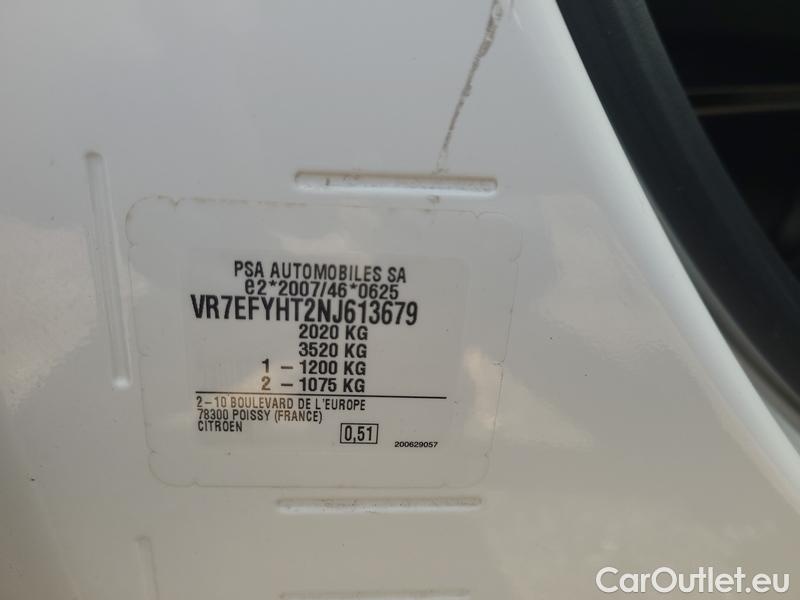 PSA AUTOMOBILES SA
e2*2007/46*0625
VR7EFYHT2NJ613679
2020 KG
3520 KG
1 – 1200 KG
2 – 1075 KG
2–10 BOULEVARD DE L'EUROPE
78300 POISSY (FRANCE)
CITROEN
0,51
200629057
CarOutlet.eu